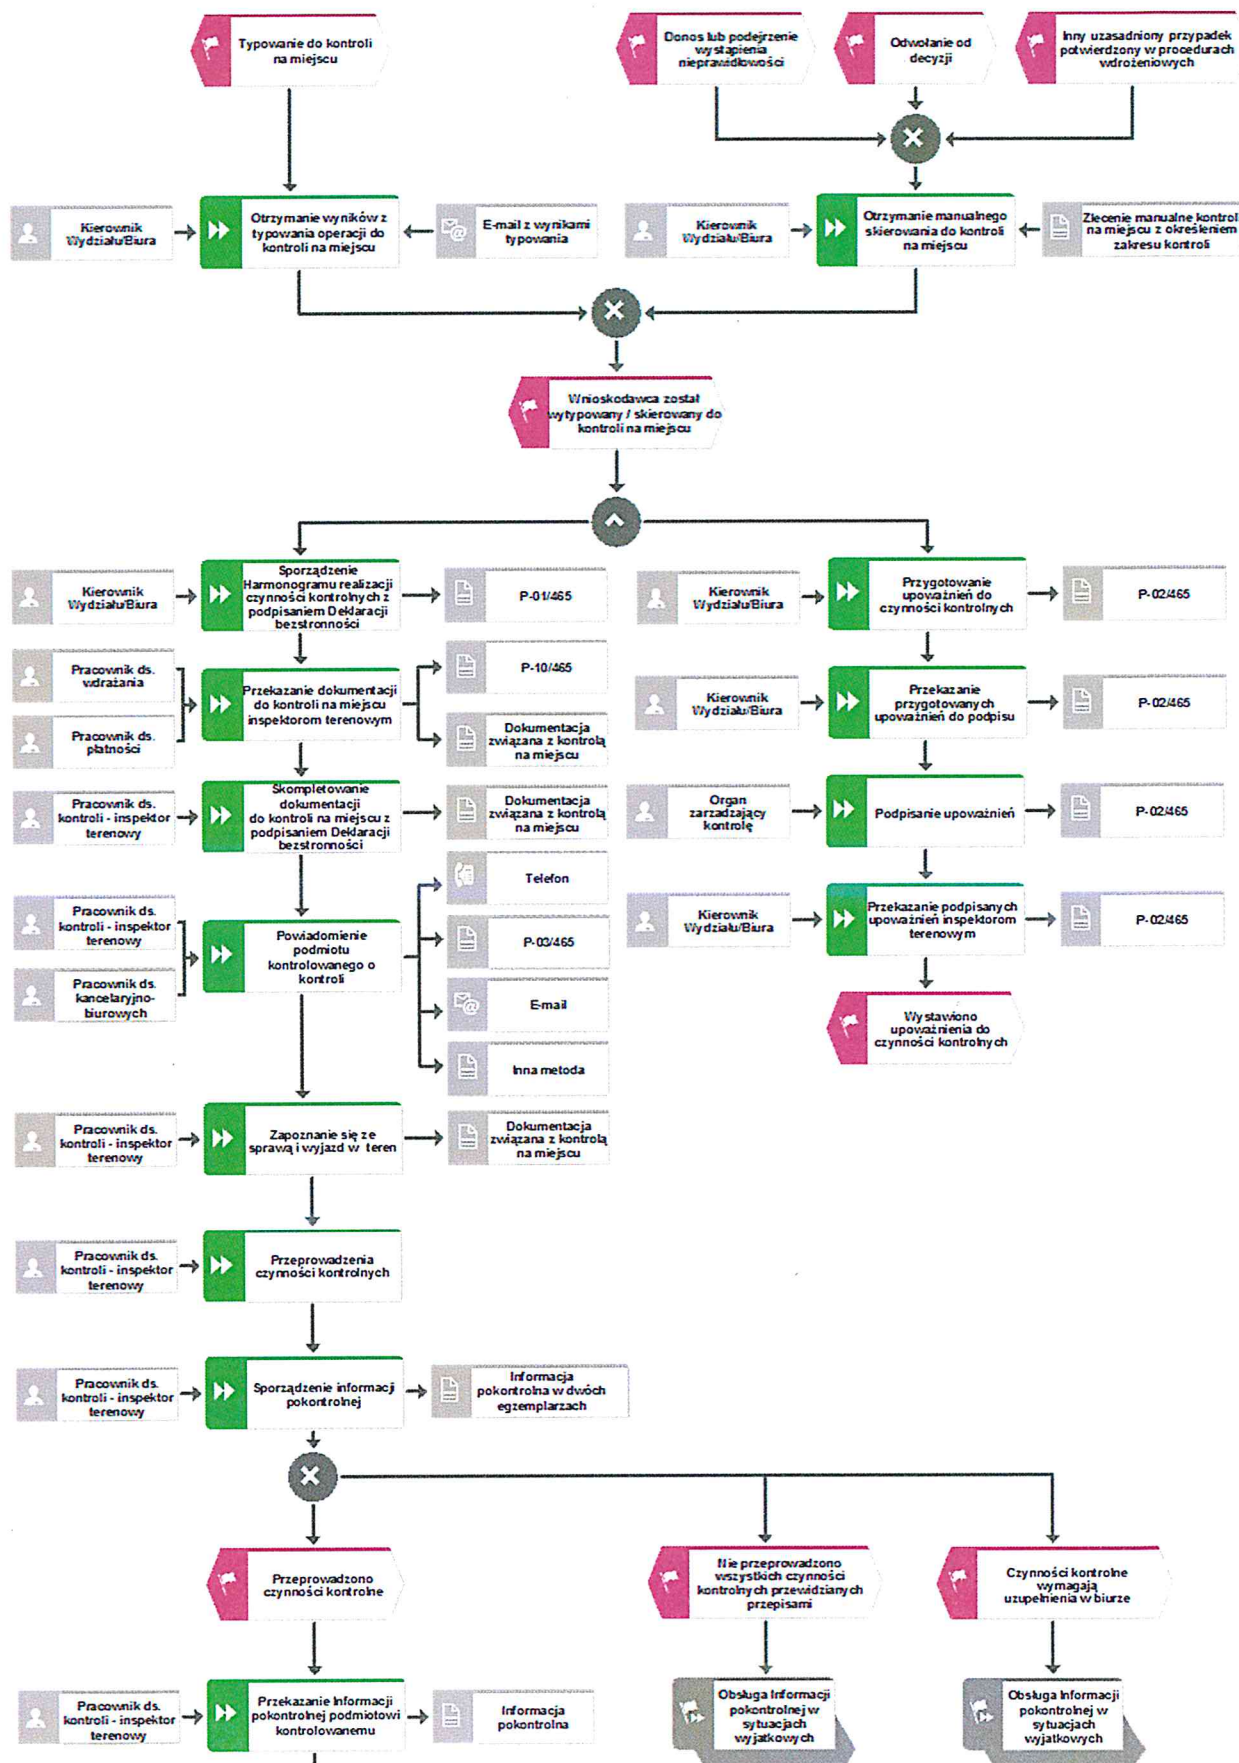 Typowanie do kontroli
na miejscu
Donos lub podejrzenie
wystąpienia
nieprawidłowości
Odwołanie od
decyzji
Inny uzasadniony przypadek
potwierdzony w procedurach
wdrożeniowych
Kierownik
Wydziału/Biura
Otrzymanie wyników z
typowania operacji do
kontroli na miejscu
E-mail z wynikami
typowania
Kierownik
Wydziału/Biura
Otrzymanie manualnego
skierowania do kontroli
na miejscu
Zlecenie manualne kontroli
na miejscu z określeniem
zakresu kontroli
Wnioskodawca został
wytypowany / skierowany do
kontroli na miejscu
Kierownik
Wydziału/Biura
Sporządzenie
Harmonogramu realizacji
czynności kontrolnych z
podpisaniem Deklaracji
bezstronności
P-01/465
Kierownik
Wydziału/Biura
Przygotowanie
upoważnień do
czynności kontrolnych
P-02/465
Pracownik ds.
wdrażania
Pracownik ds.
płatności
Przekazanie dokumentacji
do kontroli na miejscu
inspektorom terenowym
P-10/465
Dokumentacja
związana z kontrolą
na miejscu
Kierownik
Wydziału/Biura
Przekazanie
przygotowanych
upoważnień do podpisu
P-02/465
Pracownik ds.
kontroli - inspektor
terenowy
Skompletowanie
dokumentacji
do kontroli na miejscu z
podpisaniem Deklaracji
bezstronności
Dokumentacja
związana z kontrolą
na miejscu
Organ
zarzadzający
kontrolę
Podpisanie upoważnień
P-02/465
Pracownik ds.
kontroli - inspektor
terenowy
Pracownik ds.
kancelaryjno-
biurowych
Powiadomienie
podmiotu
kontrolowanego o
kontroli
Telefon
P-03/465
E-mail
Inna metoda
Kierownik
Wydziału/Biura
Przekazanie podpisanych
upoważnień inspektorom
terenowym
P-02/465
Wystawiono
upoważnienia do
czynności kontrolnych
Pracownik ds.
kontroli - inspektor
terenowy
Zapoznanie się ze
sprawą i wyjazd w teren
Dokumentacja
związana z kontrolą
na miejscu
Pracownik ds.
kontroli - inspektor
terenowy
Przeprowadzenia
czynności kontrolnych
Pracownik ds.
kontroli - inspektor
terenowy
Sporządzenie informacji
pokontrolnej
Informacja
pokontrolna w dwóch
egzemplarzach
Przeprowadzono
czynności kontrolne
Nie przeprowadzono
wszystkich czynności
kontrolnych przewidzianych
przepisami
Czynności kontrolne
wymagają
uzupełnienia w biurze
Pracownik ds.
kontroli - inspektor
terenowy
Przekazanie Informacji
pokontrolnej podmiotowi
kontrolowanemu
Informacja
pokontrolna
Obsługa Informacji
pokontrolnej w
sytuacjach
wyjatkowych
Obsługa Informacji
pokontrolnej w
sytuacjach
wyjatkowych